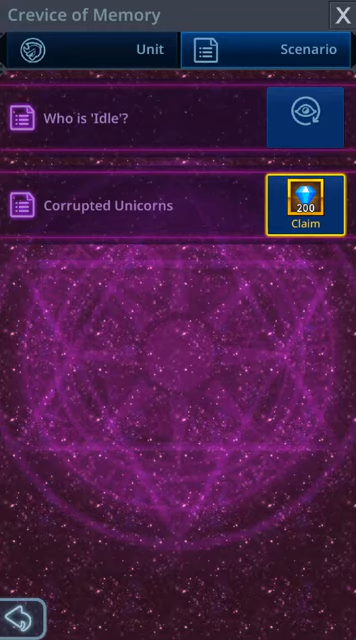 Crevice of Memory
X
Unit
Scenario
Who is 'Idle'?
Corrupted Unicorns
200
Claim